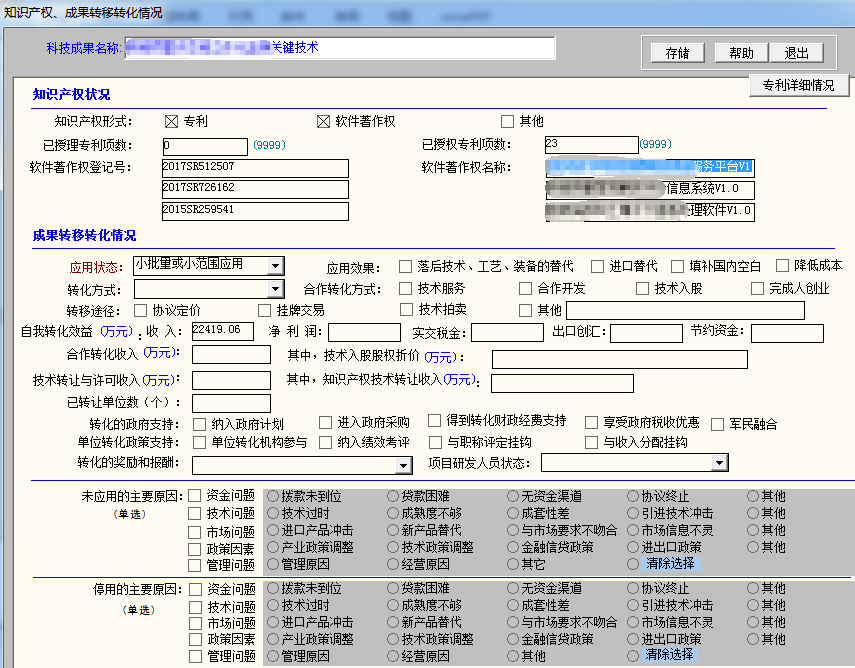 知识产权、成果转移转化情况
科技成果名称: 关键技术
存储 帮助 退出
专利详细情况
知识产权状况
知识产权形式: 专利 软件著作权 其他
已授理专利项数: 0 (9999) 已授权专利项数: 23 (9999)
软件著作权登记号: 2017SR512507 软件著作权名称: 服务平台V1
2017SR726162 信息系统V1.0
2015SR259541 理软件V1.0
成果转移转化情况
应用状态: 小批量或小范围应用 应用效果: 落后技术、工艺、装备的替代 进口替代 填补国内空白 降低成本
转化方式: 合作转化方式: 技术服务 合作开发 技术入股 完成人创业
转移途径: 协议定价 挂牌交易 技术拍卖 其他
自我转化效益(万元),收 入: 22419.06 净 利 润: 实交税金: 出口创汇: 节约资金:
合作转化收入(万元): 其中,技术入股股权折价(万元):
技术转让与许可收入(万元): 其中,知识产权技术转让收入(万元):
已转让单位数(个):
转化的政府支持: 纳入政府计划 进入政府采购 得到转化财政经费支持 享受政府税收优惠 军民融合
单位转化政策支持: 单位转化机构参与 纳入绩效考评 与职称评定挂钩 与收入分配挂钩
转化的奖励和报酬: 项目研发人员状态:
未应用的主要原因: 资金问题 拨款未到位 贷款困难 无资金渠道 协议终止 其他
(单选) 技术问题 技术过时 成熟度不够 成套性差 引进技术冲击 其他
市场问题 进口产品冲击 新产品替代 与市场要求不吻合 市场信息不灵 其他
政策因素 产业政策调整 技术政策调整 金融信贷政策 进出口政策 其他
管理问题 管理原因 经营原因 其它 清除选择
停用的主要原因: 资金问题 拨款未到位 贷款困难 无资金渠道 协议终止 其他
(单选) 技术问题 技术过时 成熟度不够 成套性差 引进技术冲击 其他
市场问题 进口产品冲击 新产品替代 与市场要求不吻合 市场信息不灵 其他
政策因素 产业政策调整 技术政策调整 金融信贷政策 进出口政策 其他
管理问题 管理原因 经营原因 其他 清除选择